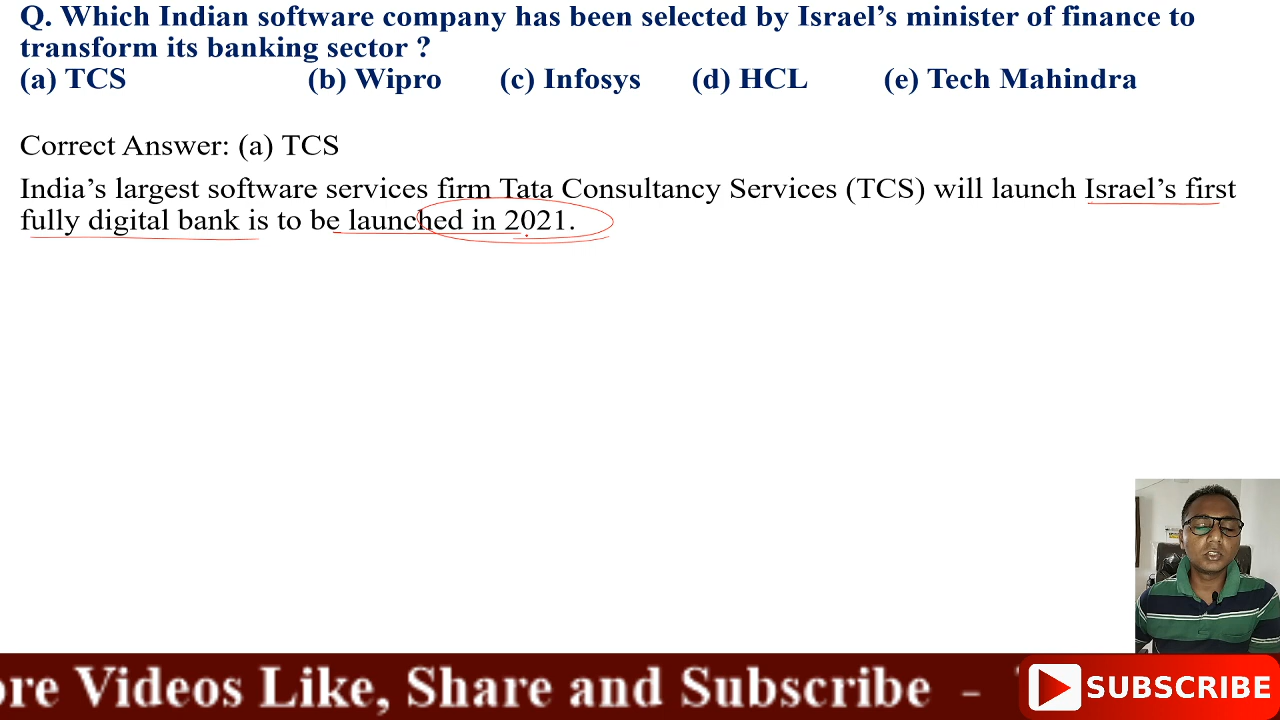 Q. Which Indian software company has been selected by Israel’s minister of finance to
transform its banking sector ?
(a) TCS (b) Wipro (c) Infosys (d) HCL (e) Tech Mahindra
Correct Answer: (a) TCS
India’s largest software services firm Tata Consultancy Services (TCS) will launch Israel’s first
fully digital bank is to be launched in 2021.
re Videos Like, Share and Subscribe -
SUBSCRIBE